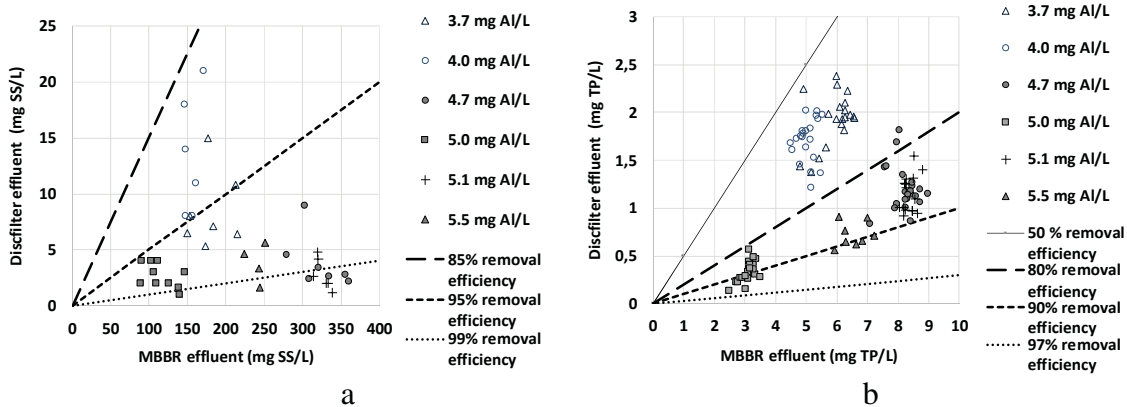 25
20
15
10
5
0
0 50 100 150 200 250 300 350 400
Discfilter effluent (mg SS/L)
MBBR effluent (mg SS/L)
3.7 mg Al/L
4.0 mg Al/L
4.7 mg Al/L
5.0 mg Al/L
5.1 mg Al/L
5.5 mg Al/L
85% removal
efficiency
95% removal
efficiency
99% removal
efficiency
a
3
2,5
2
1,5
1
0,5
0
0 1 2 3 4 5 6 7 8 9 10
Discfilter effluent (mg TP/L)
MBBR effluent (mg TP/L)
3.7 mg Al/L
4.0 mg Al/L
4.7 mg Al/L
5.0 mg Al/L
5.1 mg Al/L
5.5 mg Al/L
50 % removal
efficiency
80% removal
efficiency
90% removal
efficiency
97% removal
efficiency
b